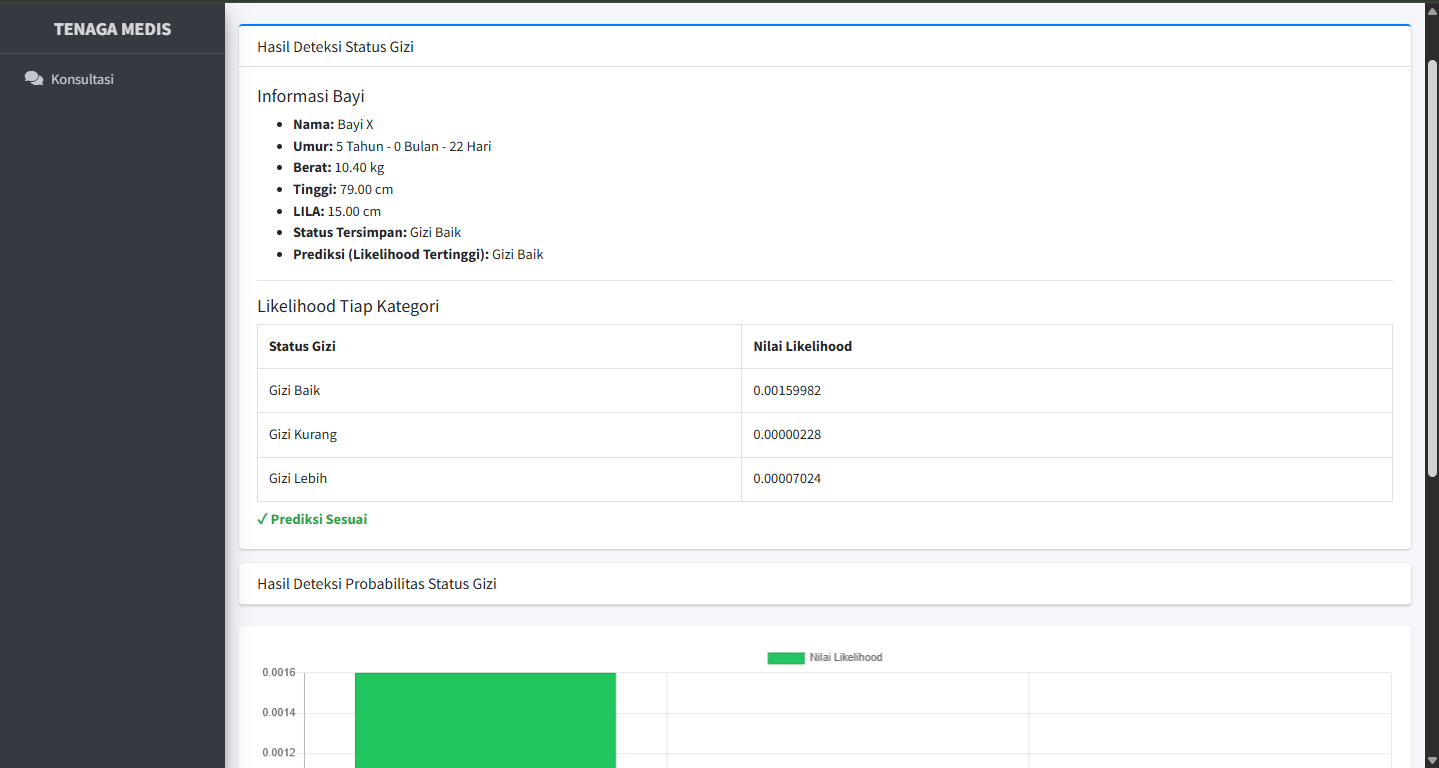 TENAGA MEDIS
Konsultasi
Hasil Deteksi Status Gizi
Informasi Bayi
Nama: Bayi X
Umur: 5 Tahun - 0 Bulan - 22 Hari
Berat: 10.40 kg
Tinggi: 79.00 cm
LILA: 15.00 cm
Status Tersimpan: Gizi Baik
Prediksi (Likelihood Tertinggi): Gizi Baik
Likelihood Tiap Kategori
Status Gizi Nilai Likelihood
Gizi Baik 0.00159982
Gizi Kurang 0.00000228
Gizi Lebih 0.00007024
✓ Prediksi Sesuai
Hasil Deteksi Probabilitas Status Gizi
Nilai Likelihood
0.0016
0.0014
0.0012